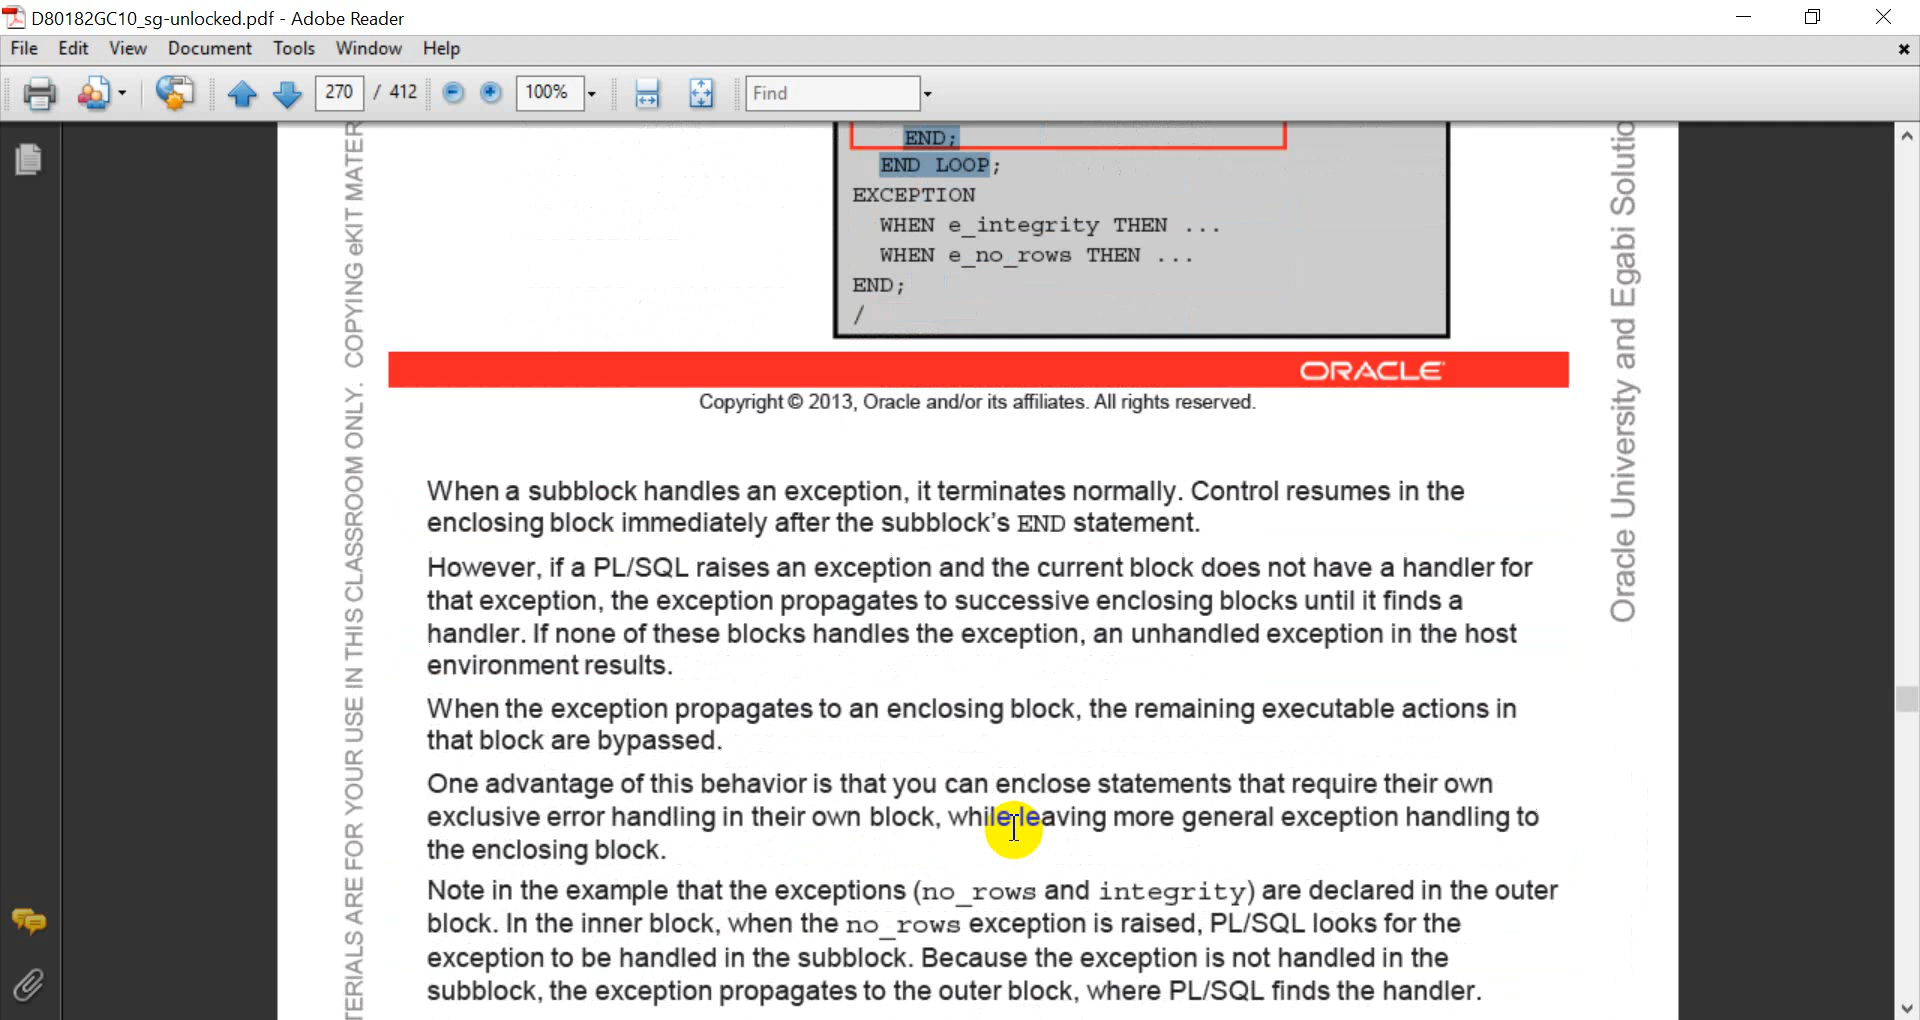 D80182GC10_sg-unlocked.pdf - Adobe Reader
File Edit View Document Tools Window Help
270 / 412 100% Find
END;
END LOOP;
EXCEPTION
WHEN e_integrity THEN ...
WHEN e_no_rows THEN ...
END;
/
ORACLE
Copyright © 2013, Oracle and/or its affiliates. All rights reserved.
When a subblock handles an exception, it terminates normally. Control resumes in the
enclosing block immediately after the subblock's END statement.
However, if a PL/SQL raises an exception and the current block does not have a handler for
that exception, the exception propagates to successive enclosing blocks until it finds a
handler. If none of these blocks handles the exception, an unhandled exception in the host
environment results.
When the exception propagates to an enclosing block, the remaining executable actions in
that block are bypassed.
One advantage of this behavior is that you can enclose statements that require their own
exclusive error handling in their own block, while leaving more general exception handling to
the enclosing block.
Note in the example that the exceptions (no_rows and integrity) are declared in the outer
block. In the inner block, when the no_rows exception is raised, PL/SQL looks for the
exception to be handled in the subblock. Because the exception is not handled in the
subblock, the exception propagates to the outer block, where PL/SQL finds the handler.
TERIALS ARE FOR YOUR USE IN THIS CLASSROOM ONLY. COPYING eKIT MATER
Oracle University and Egabi Solutio